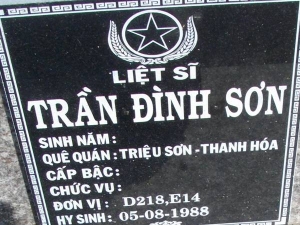 LIỆT SĨ
TRẦN ĐÌNH SƠN
SINH NĂM :
QUÊ QUÁN : TRIỆU SƠN - THANH HÓA
CẤP BẬC :
CHỨC VỤ :
ĐƠN VỊ : D218,E14
HY SINH : 05-08-1988